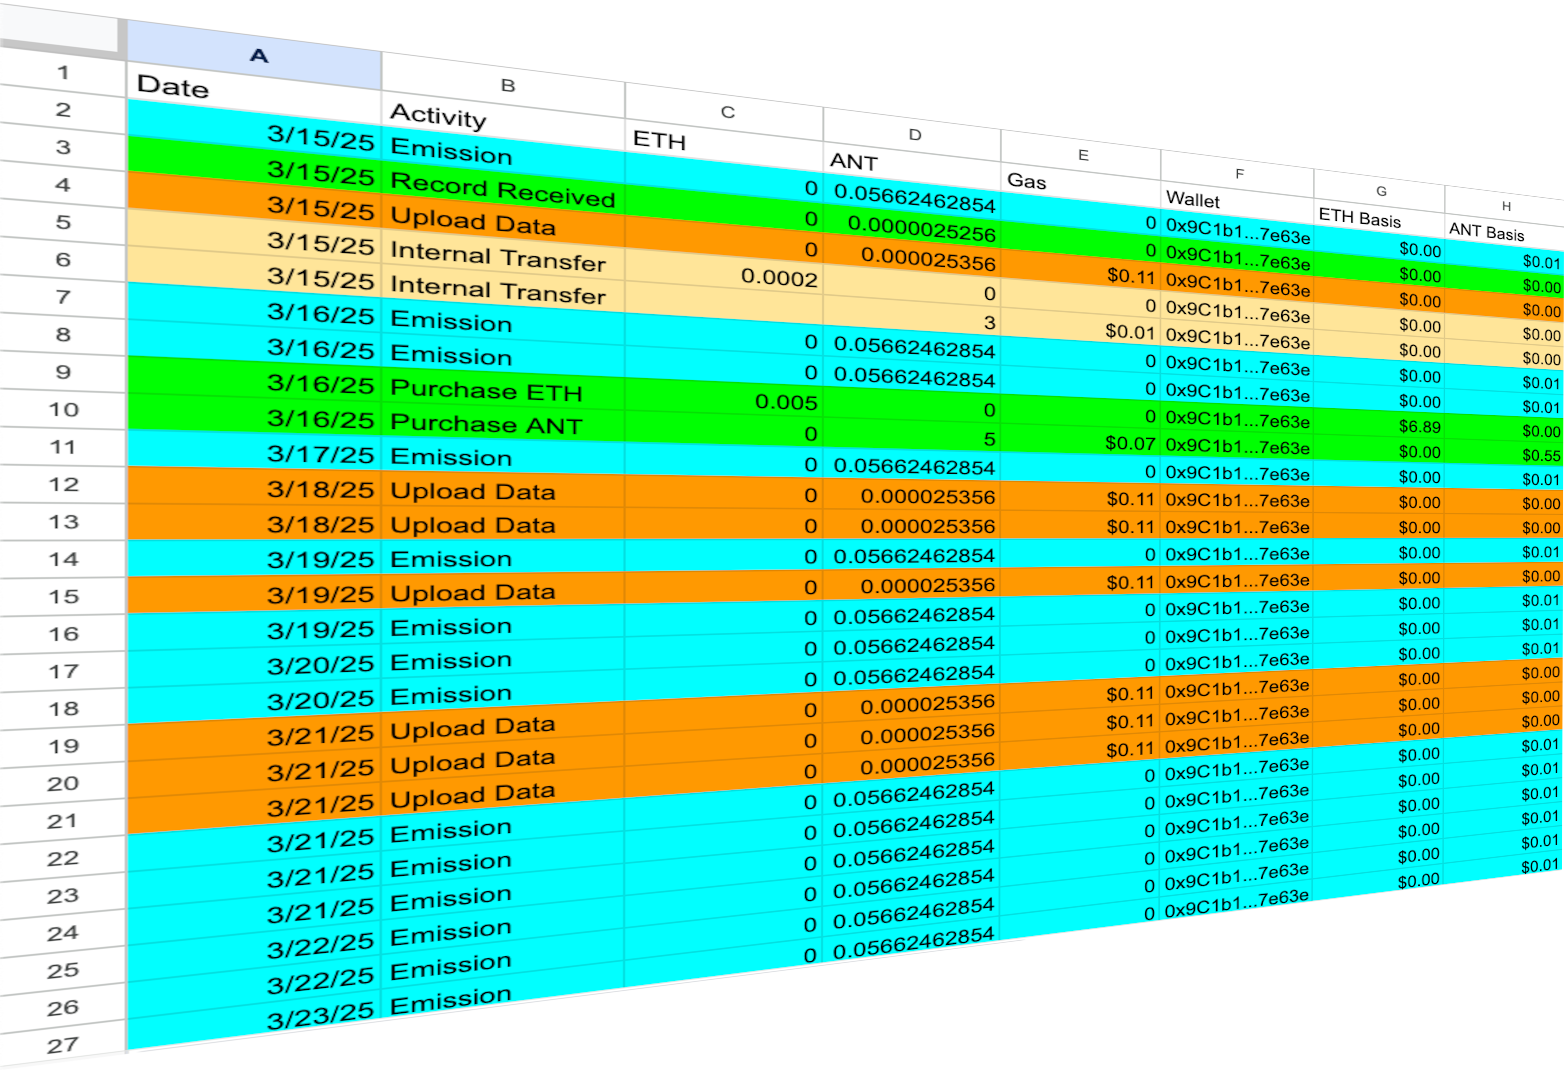 A B C D E F G H
1 Date Activity ETH ANT Gas Wallet ETH Basis ANT Basis
2 3/15/25 Emission 0 0.05662462854 0 0x9C1b1...7e63e $0.00 $0.01
3 3/15/25 Record Received 0 0.0000025256 0 0x9C1b1...7e63e $0.00 $0.00
4 3/15/25 Upload Data 0 0.000025356 $0.11 0x9C1b1...7e63e $0.00 $0.00
5 3/15/25 Internal Transfer 0.0002 0 0 0x9C1b1...7e63e $0.00 $0.00
6 3/15/25 Internal Transfer 3 $0.01 0x9C1b1...7e63e $0.00 $0.00
7 3/16/25 Emission 0 0.05662462854 0 0x9C1b1...7e63e $0.00 $0.01
8 3/16/25 Emission 0 0.05662462854 0 0x9C1b1...7e63e $0.00 $0.01
9 3/16/25 Purchase ETH 0.005 0 0 0x9C1b1...7e63e $6.89 $0.00
10 3/16/25 Purchase ANT 0 5 $0.07 0x9C1b1...7e63e $0.00 $0.55
11 3/17/25 Emission 0 0.05662462854 0 0x9C1b1...7e63e $0.00 $0.01
12 3/18/25 Upload Data 0 0.000025356 $0.11 0x9C1b1...7e63e $0.00 $0.00
13 3/18/25 Upload Data 0 0.000025356 $0.11 0x9C1b1...7e63e $0.00 $0.00
14 3/19/25 Emission 0 0.05662462854 0 0x9C1b1...7e63e $0.00 $0.01
15 3/19/25 Upload Data 0 0.000025356 $0.11 0x9C1b1...7e63e $0.00 $0.00
16 3/19/25 Emission 0 0.05662462854 0 0x9C1b1...7e63e $0.00 $0.01
17 3/20/25 Emission 0 0.05662462854 0 0x9C1b1...7e63e $0.00 $0.01
18 3/20/25 Emission 0 0.05662462854 0 0x9C1b1...7e63e $0.00 $0.01
19 3/21/25 Upload Data 0 0.000025356 $0.11 0x9C1b1...7e63e $0.00 $0.00
20 3/21/25 Upload Data 0 0.000025356 $0.11 0x9C1b1...7e63e $0.00 $0.00
21 3/21/25 Upload Data 0 0.000025356 $0.11 0x9C1b1...7e63e $0.00 $0.00
22 3/21/25 Emission 0 0.05662462854 0 0x9C1b1...7e63e $0.00 $0.01
23 3/21/25 Emission 0 0.05662462854 0 0x9C1b1...7e63e $0.00 $0.01
24 3/21/25 Emission 0 0.05662462854 0 0x9C1b1...7e63e $0.00 $0.01
25 3/22/25 Emission 0 0.05662462854 0 0x9C1b1...7e63e $0.00 $0.01
26 3/22/25 Emission 0 0.05662462854 0 0x9C1b1...7e63e $0.00 $0.01
27 3/23/25 Emission 0 0.05662462854 0 0x9C1b1...7e63e $0.00 $0.01